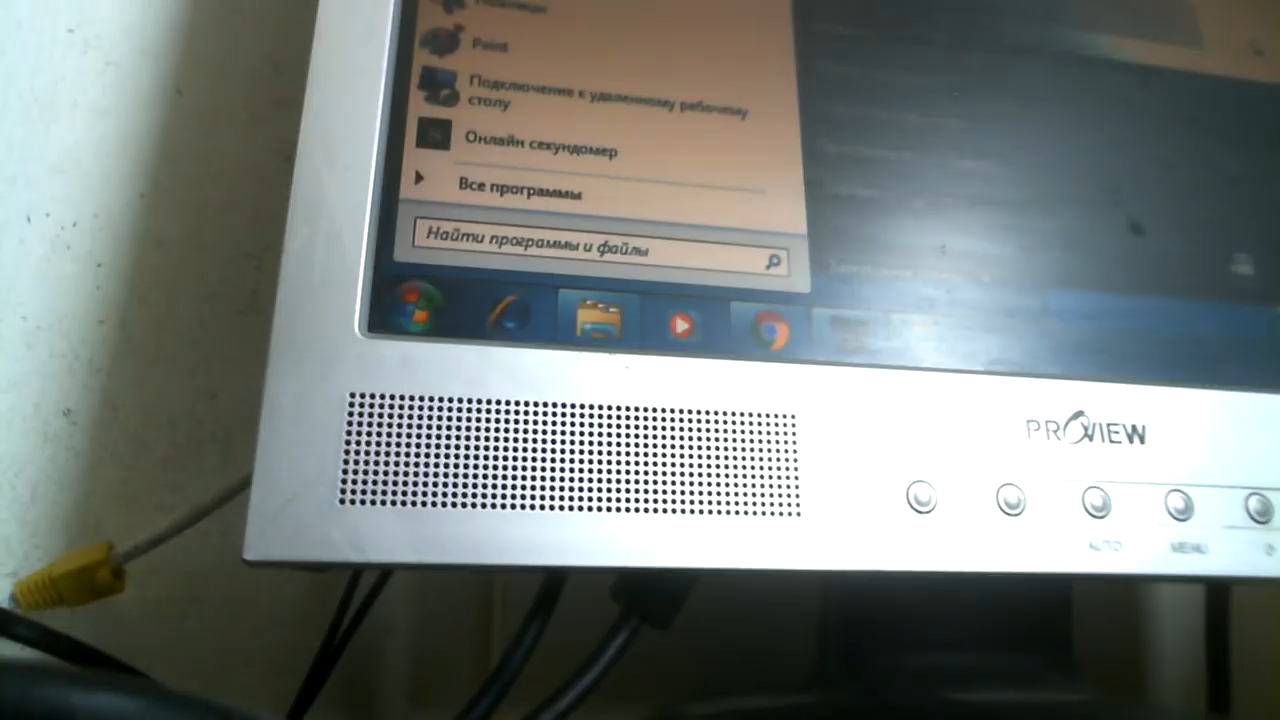 Paint
Подключение к удаленному рабочему
столу
Онлайн секундомер
Все программы
Найти программы и файлы
PROVIEW
AUTO
MENU